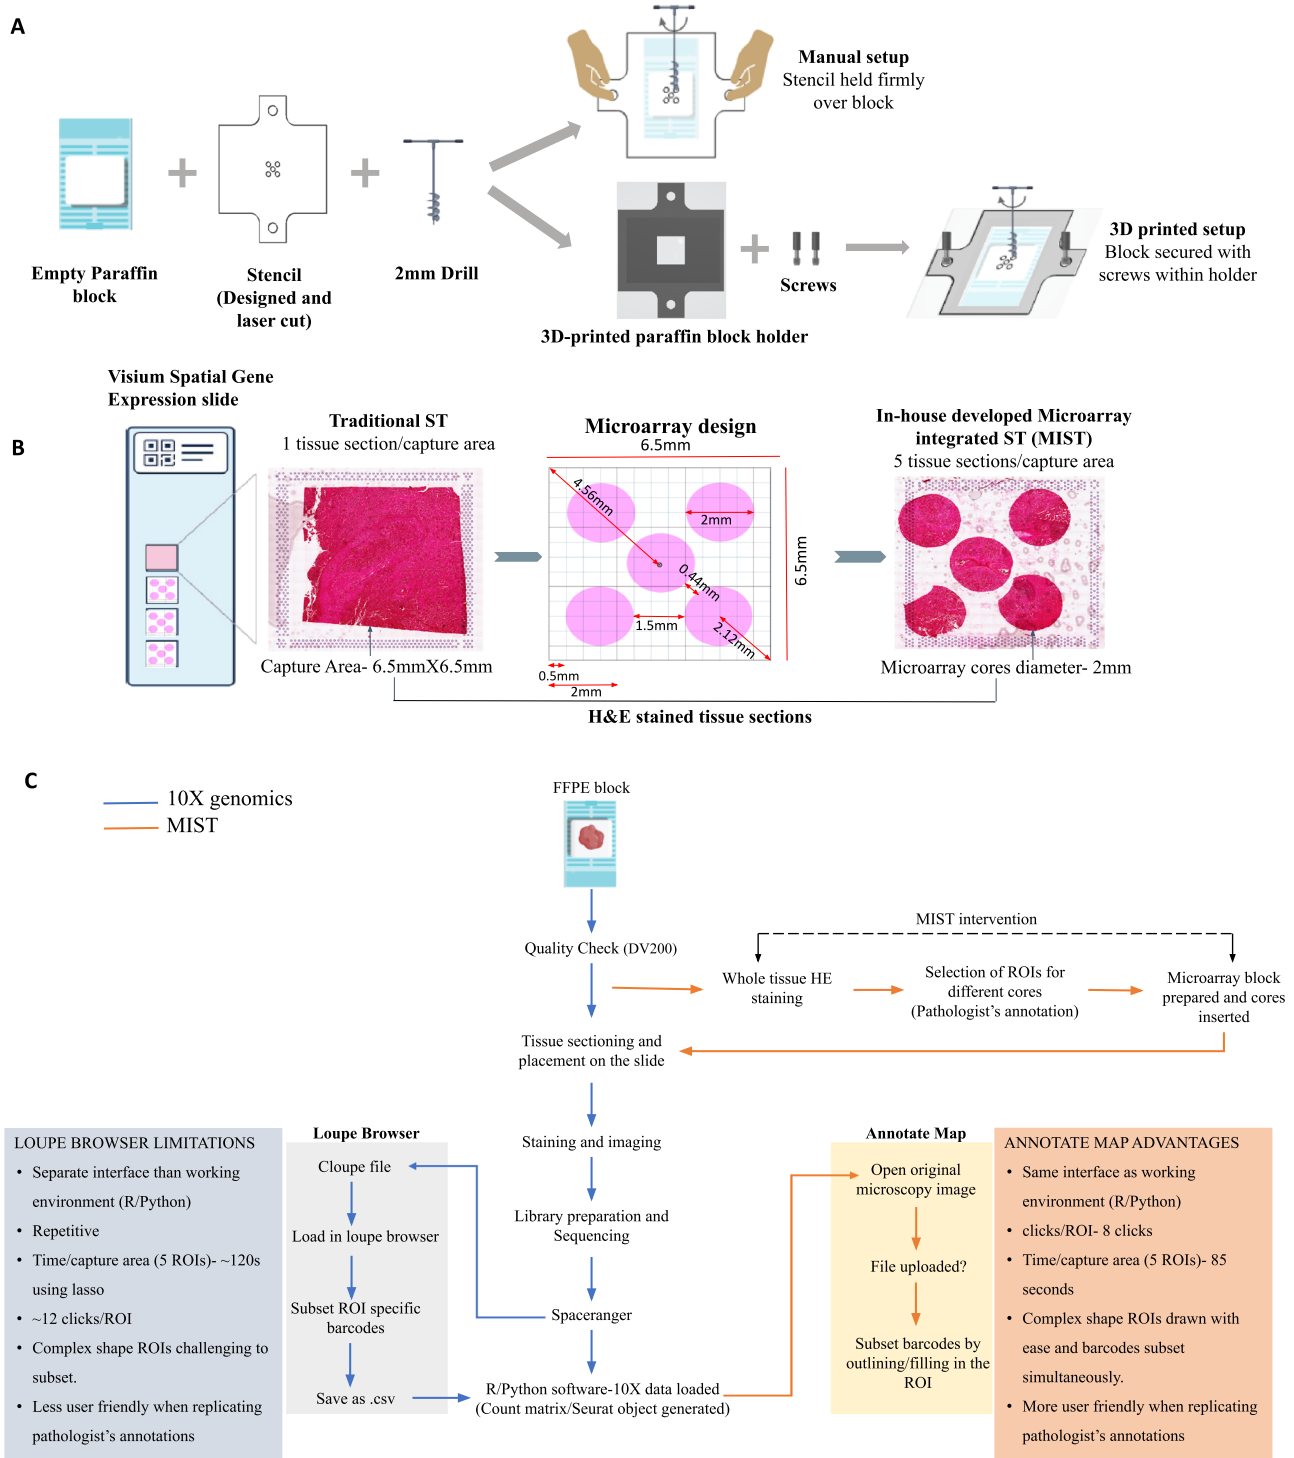 A
Manual setup
Stencil held firmly
over block
Empty Paraffin
block
Stencil
(Designed and
laser cut)
2mm Drill
3D-printed paraffin block holder
Screws
3D printed setup
Block secured with
screws within holder
B
Visium Spatial Gene
Expression slide
Traditional ST
1 tissue section/capture area
Capture Area- 6.5mmX6.5mm
Microarray design
6.5mm
4.56mm
2mm
0.44mm
6.5mm
1.5mm
2.12mm
0.5mm
2mm
In-house developed Microarray
integrated ST (MIST)
5 tissue sections/capture area
Microarray cores diameter- 2mm
H&E stained tissue sections
C
10X genomics
MIST
FFPE block
Quality Check (DV200)
MIST intervention
Whole tissue HE
staining
Selection of ROIs for
different cores
(Pathologist's annotation)
Microarray block
prepared and cores
inserted
Tissue sectioning and
placement on the slide
Staining and imaging
Library preparation and
Sequencing
Spaceranger
R/Python software-10X data loaded
(Count matrix/Seurat object generated)
LOUPE BROWSER LIMITATIONS
• Separate interface than working
environment (R/Python)
• Repetitive
• Time/capture area (5 ROIs)- ~120s
using lasso
• ~12 clicks/ROI
• Complex shape ROIs challenging to
subset.
• Less user friendly when replicating
pathologist's annotations
Loupe Browser
Cloupe file
Load in loupe browser
Subset ROI specific
barcodes
Save as .csv
Annotate Map
Open original
microscopy image
File uploaded?
Subset barcodes by
outlining/filling in the
ROI
ANNOTATE MAP ADVANTAGES
• Same interface as working
environment (R/Python)
• clicks/ROI- 8 clicks
• Time/capture area (5 ROIs)- 85
seconds
• Complex shape ROIs drawn with
ease and barcodes subset
simultaneously.
• More user friendly when replicating
pathologist's annotations